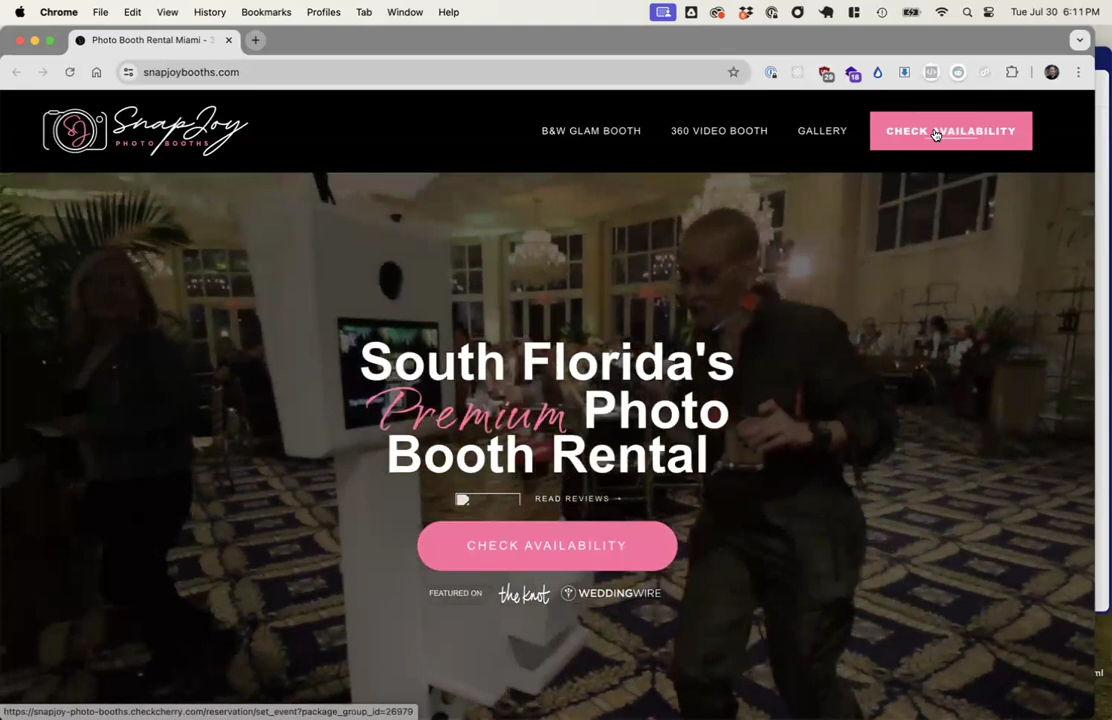 Chrome File Edit View History Bookmarks Profiles Tab Window Help Tue Jul 30 6:11 PM
Photo Booth Rental Miami -
snapjoybooths.com
29 18
SJ SnapJoy
PHOTO BOOTHS
B&W GLAM BOOTH 360 VIDEO BOOTH GALLERY CHECK AVAILABILITY
South Florida's
Premium Photo
Booth Rental
READ REVIEWS →
CHECK AVAILABILITY
FEATURED ON the knot WEDDINGWIRE
https://snapjoy-photo-booths.checkcherry.com/reservation/set_event?package_group_id=26979